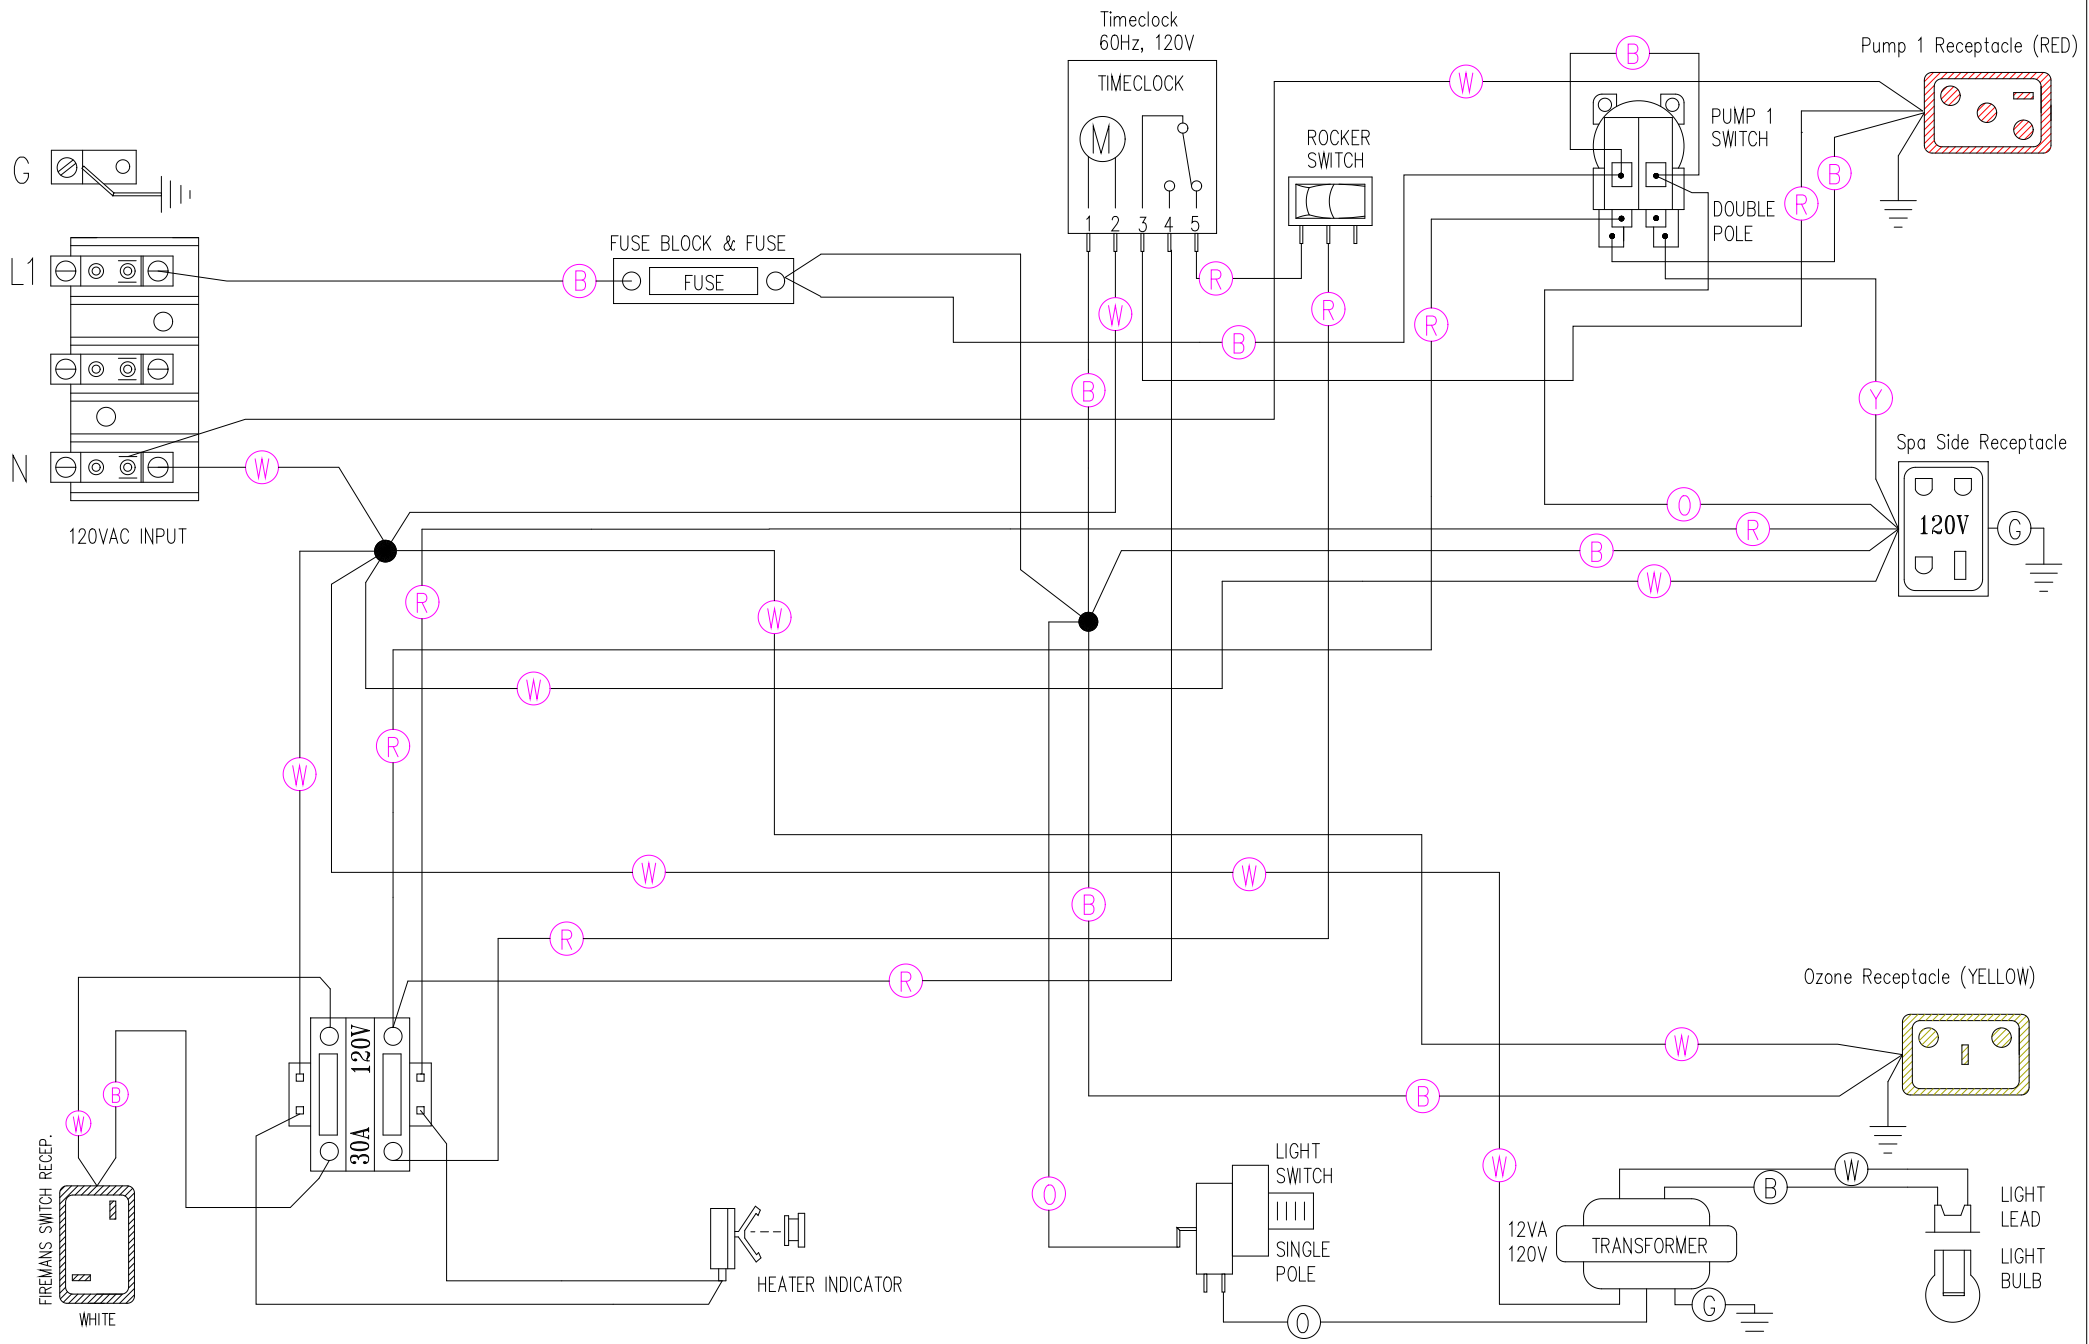 Timeclock
60Hz, 120V
TIMECLOCK
M
1 2 3 4 5
ROCKER
SWITCH
B
W
PUMP 1
SWITCH
DOUBLE
POLE
Pump 1 Receptacle (RED)
B
R
G
L1
N
120VAC INPUT
B
FUSE BLOCK & FUSE
FUSE
W
R
R
R
B
B
Y
W
Spa Side Receptacle
120V
G
O
R
B
W
R
W
W
R
W
W
W
B
R
R
W
B
FIREMANS SWITCH RECEP.
WHITE
120V
30A
HEATER INDICATOR
Ozone Receptacle (YELLOW)
W
B
O
LIGHT
SWITCH
SINGLE
POLE
O
W
12VA
120V
TRANSFORMER
G
W
B
LIGHT
LEAD
LIGHT
BULB